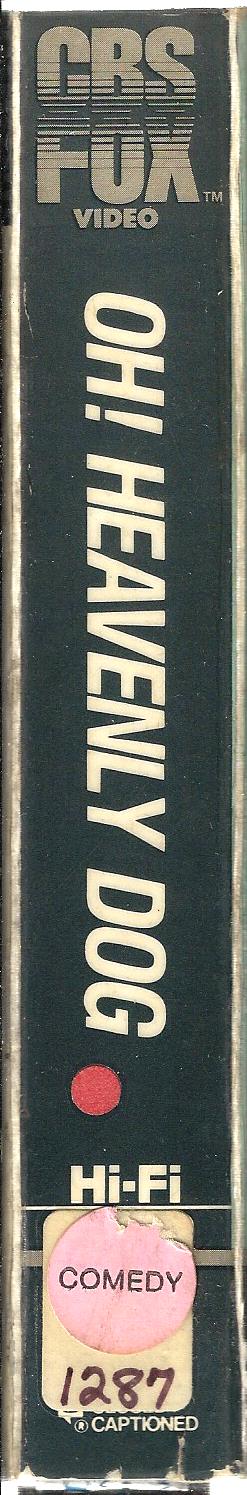 CBS
FOX
™
VIDEO
OH! HEAVENLY DOG
Hi-Fi
COMEDY
1287
® CAPTIONED